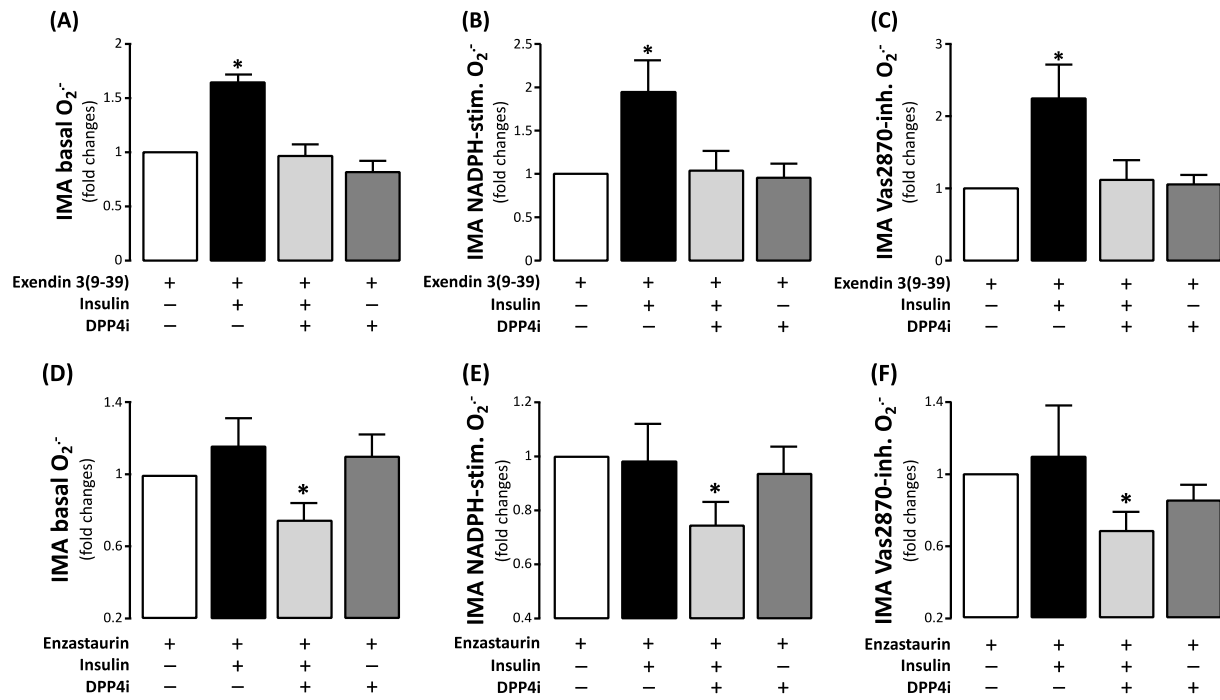 (A)
IMA basal O₂·⁻
(fold changes)
2
1.5
1
0.5
0
*
Exendin 3(9-39) + + + +
Insulin – + + –
DPP4i – – + +
(B)
IMA NADPH-stim. O₂·⁻
(fold changes)
2.5
2
1.5
1
0.5
0
*
Exendin 3(9-39) + + + +
Insulin – + + –
DPP4i – – + +
(C)
IMA Vas2870-inh. O₂·⁻
(fold changes)
3
2
1
0
*
Exendin 3(9-39) + + + +
Insulin – + + –
DPP4i – – + +
(D)
IMA basal O₂·⁻
(fold changes)
1.4
1
0.6
0.2
*
Enzastaurin + + + +
Insulin – + + –
DPP4i – – + +
(E)
IMA NADPH-stim. O₂·⁻
(fold changes)
1.2
1
0.8
0.6
0.4
*
Enzastaurin + + + +
Insulin – + + –
DPP4i – – + +
(F)
IMA Vas2870-inh. O₂·⁻
(fold changes)
1.4
1
0.6
0.2
*
Enzastaurin + + + +
Insulin – + + –
DPP4i – – + +